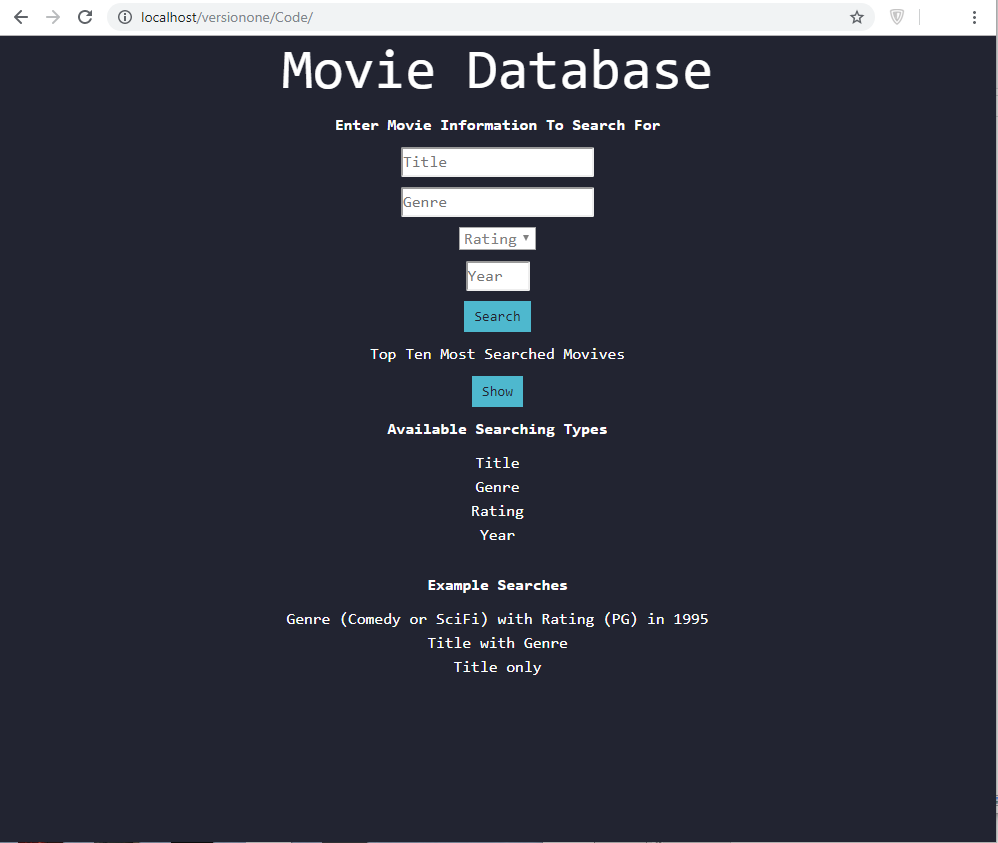 localhost/versionone/Code/
Movie Database
Enter Movie Information To Search For
Title
Genre
Rating
Year
Search
Top Ten Most Searched Movives
Show
Available Searching Types
Title
Genre
Rating
Year
Example Searches
Genre (Comedy or SciFi) with Rating (PG) in 1995
Title with Genre
Title only